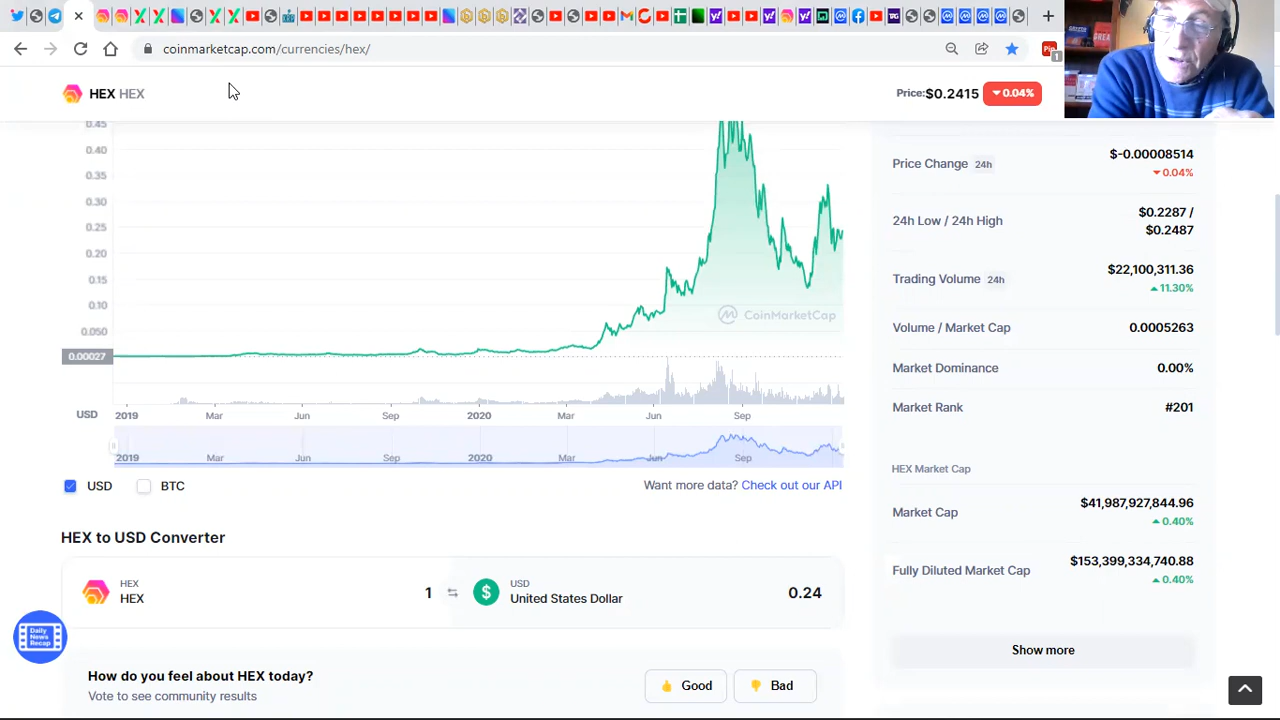 coinmarketcap.com/currencies/hex/
Pin
1
HEX HEX
Price:$0.2415 ▼0.04%
0.45
0.40
0.35
0.30
0.25
0.20
0.15
0.10
0.050
0.00027
CoinMarketCap
USD
2019 Mar Jun Sep 2020 Mar Jun Sep
2019 Mar Jun Sep 2020 Mar Jun Sep
USD BTC
Want more data? Check out our API
HEX to USD Converter
HEX
HEX
1
USD
United States Dollar
0.24
Daily
News
Recap
How do you feel about HEX today?
Vote to see community results
Good
Bad
Price Change 24h
$-0.00008514
▼0.04%
24h Low / 24h High
$0.2287 /
$0.2487
Trading Volume 24h
$22,100,311.36
▲11.30%
Volume / Market Cap
0.0005263
Market Dominance
0.00%
Market Rank
#201
HEX Market Cap
Market Cap
$41,987,927,844.96
▲0.40%
Fully Diluted Market Cap
$153,399,334,740.88
▲0.40%
Show more